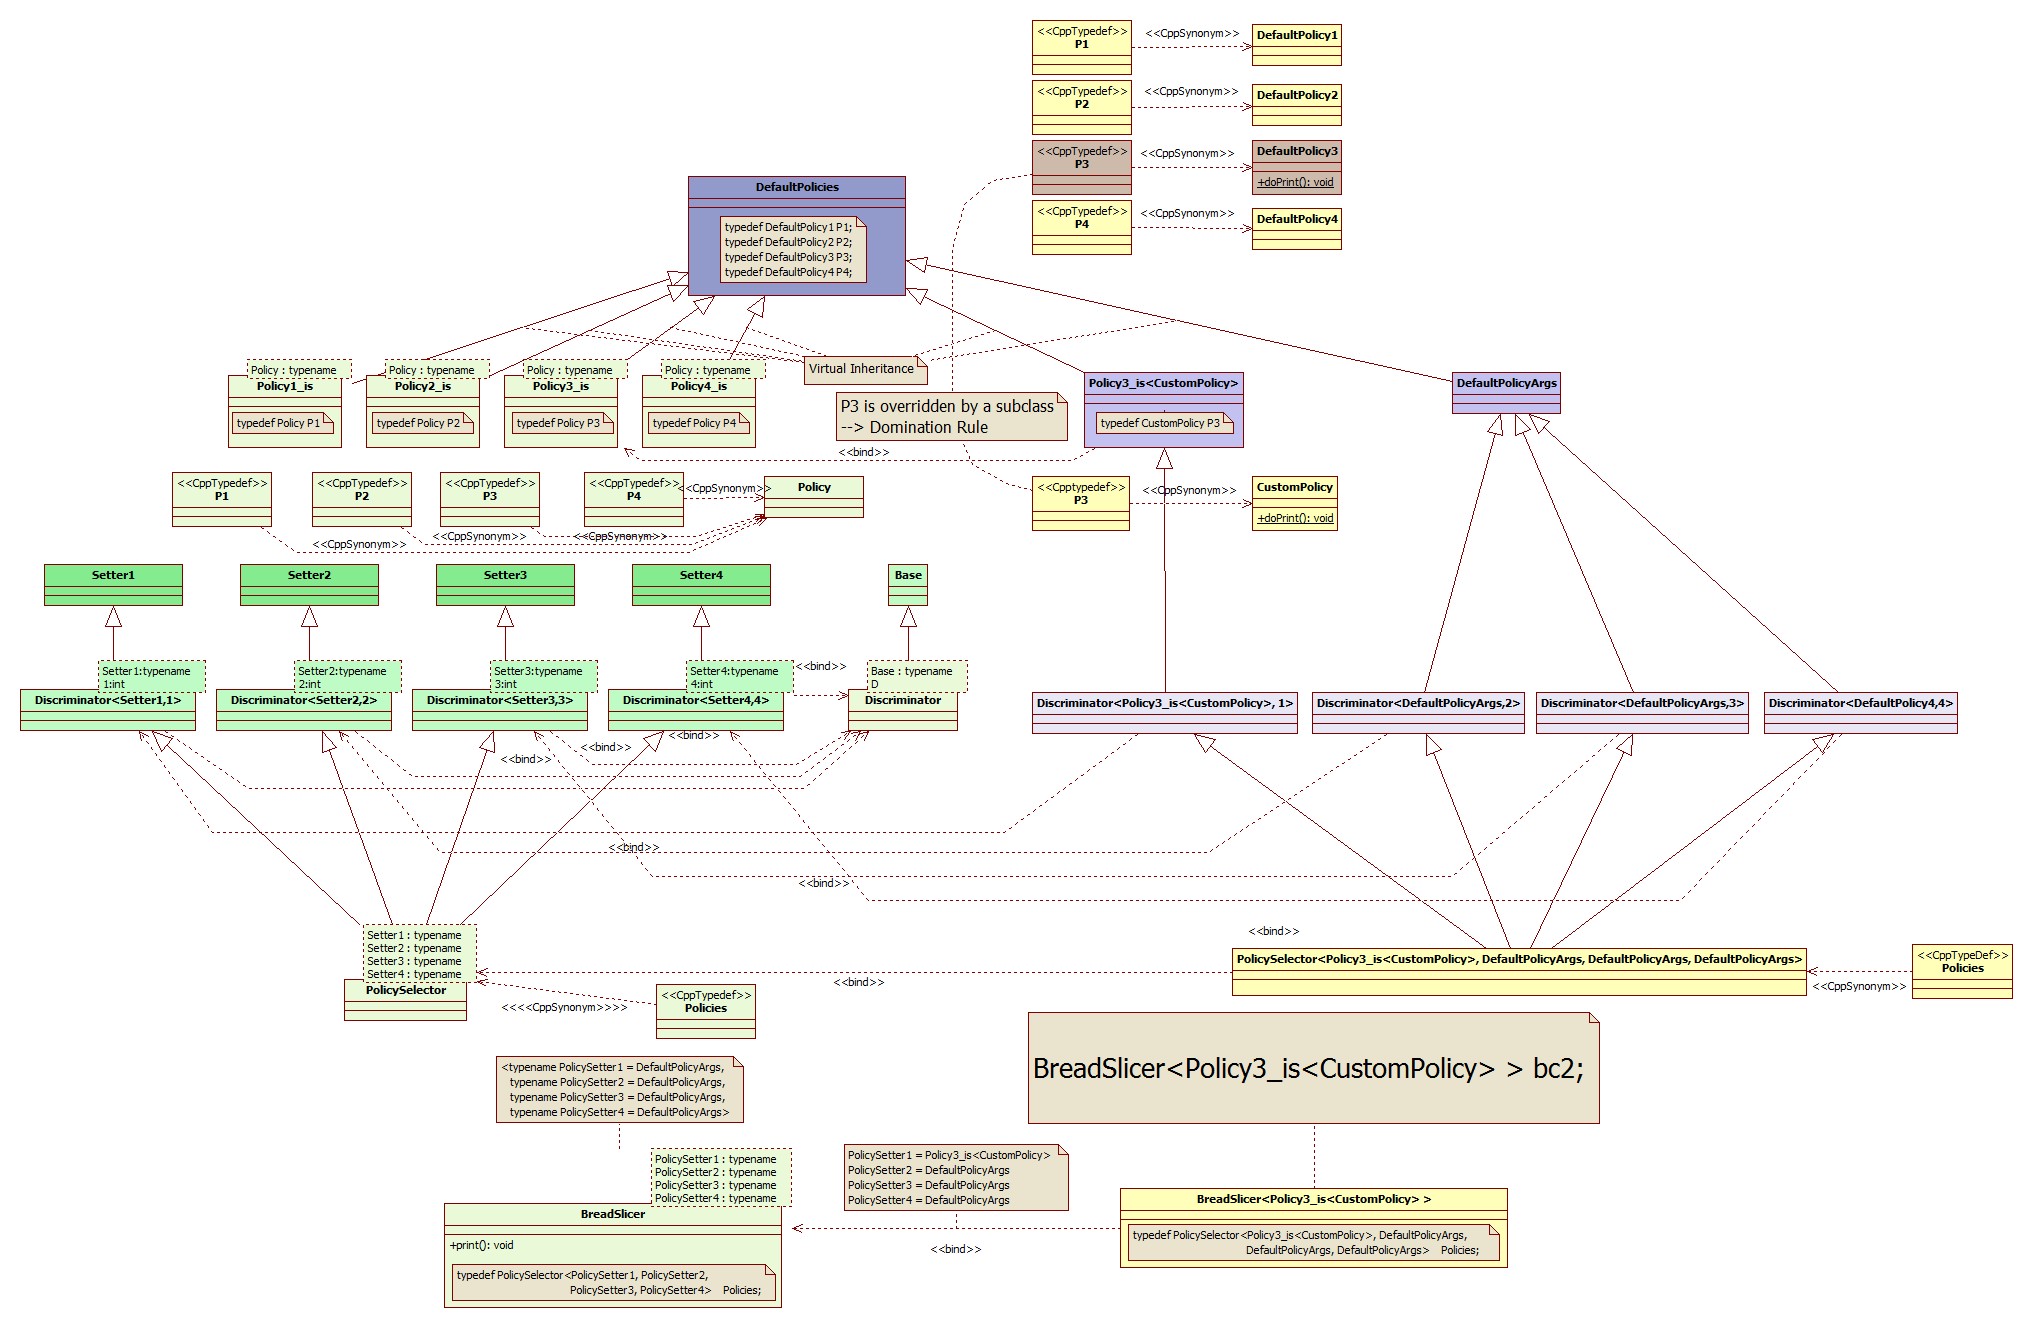 <<CppTypedef>>
P1
<<CppSynonym>>
DefaultPolicy1
<<CppTypedef>>
P2
<<CppSynonym>>
DefaultPolicy2
<<CppTypedef>>
P3
<<CppSynonym>>
DefaultPolicy3
+doPrint(): void
<<CppTypedef>>
P4
<<CppSynonym>>
DefaultPolicy4
DefaultPolicies
typedef DefaultPolicy1 P1;
typedef DefaultPolicy2 P2;
typedef DefaultPolicy3 P3;
typedef DefaultPolicy4 P4;
Policy : typename
Policy1_is
typedef Policy P1
Policy : typename
Policy2_is
typedef Policy P2
Policy : typename
Policy3_is
typedef Policy P3
Policy : typename
Policy4_is
typedef Policy P4
Virtual Inheritance
P3 is overridden by a subclass
--> Domination Rule
Policy3_is<CustomPolicy>
typedef CustomPolicy P3
DefaultPolicyArgs
<<bind>>
<<CppTypedef>>
P1
<<CppTypedef>>
P2
<<CppTypedef>>
P3
<<CppTypedef>>
P4
<<CppSynonym>>
Policy
<<CppSynonym>>
<<CppSynonym>>
<<CppSynonym>>
<<Cpptypedef>>
P3
<<CppSynonym>>
CustomPolicy
+doPrint(): void
Setter1
Setter2
Setter3
Setter4
Base
Setter1:typename
1:int
Discriminator<Setter1,1>
Setter2:typename
2:int
Discriminator<Setter2,2>
Setter3:typename
3:int
Discriminator<Setter3,3>
Setter4:typename
4:int
Discriminator<Setter4,4>
<<bind>>
Base : typename
D
Discriminator
Discriminator<Policy3_is<CustomPolicy>, 1>
Discriminator<DefaultPolicyArgs,2>
Discriminator<DefaultPolicyArgs,3>
Discriminator<DefaultPolicy4,4>
<<bind>>
<<bind>>
<<bind>>
<<bind>>
<<bind>>
Setter1 : typename
Setter2 : typename
Setter3 : typename
Setter4 : typename
PolicySelector
<<bind>>
<<bind>>
PolicySelector<Policy3_is<CustomPolicy>, DefaultPolicyArgs, DefaultPolicyArgs, DefaultPolicyArgs>
<<CppTypeDef>>
Policies
<<CppSynonym>>
<<CppTypedef>>
Policies
<<<<CppSynonym>>>>
<typename PolicySetter1 = DefaultPolicyArgs,
typename PolicySetter2 = DefaultPolicyArgs,
typename PolicySetter3 = DefaultPolicyArgs,
typename PolicySetter4 = DefaultPolicyArgs>
BreadSlicer<Policy3_is<CustomPolicy> > bc2;
PolicySetter1 : typename
PolicySetter2 : typename
PolicySetter3 : typename
PolicySetter4 : typename
BreadSlicer
+print(): void
typedef PolicySelector<PolicySetter1, PolicySetter2,
PolicySetter3, PolicySetter4> Policies;
PolicySetter1 = Policy3_is<CustomPolicy>
PolicySetter2 = DefaultPolicyArgs
PolicySetter3 = DefaultPolicyArgs
PolicySetter4 = DefaultPolicyArgs
<<bind>>
BreadSlicer<Policy3_is<CustomPolicy> >
typedef PolicySelector<Policy3_is<CustomPolicy>, DefaultPolicyArgs,
DefaultPolicyArgs, DefaultPolicyArgs> Policies;